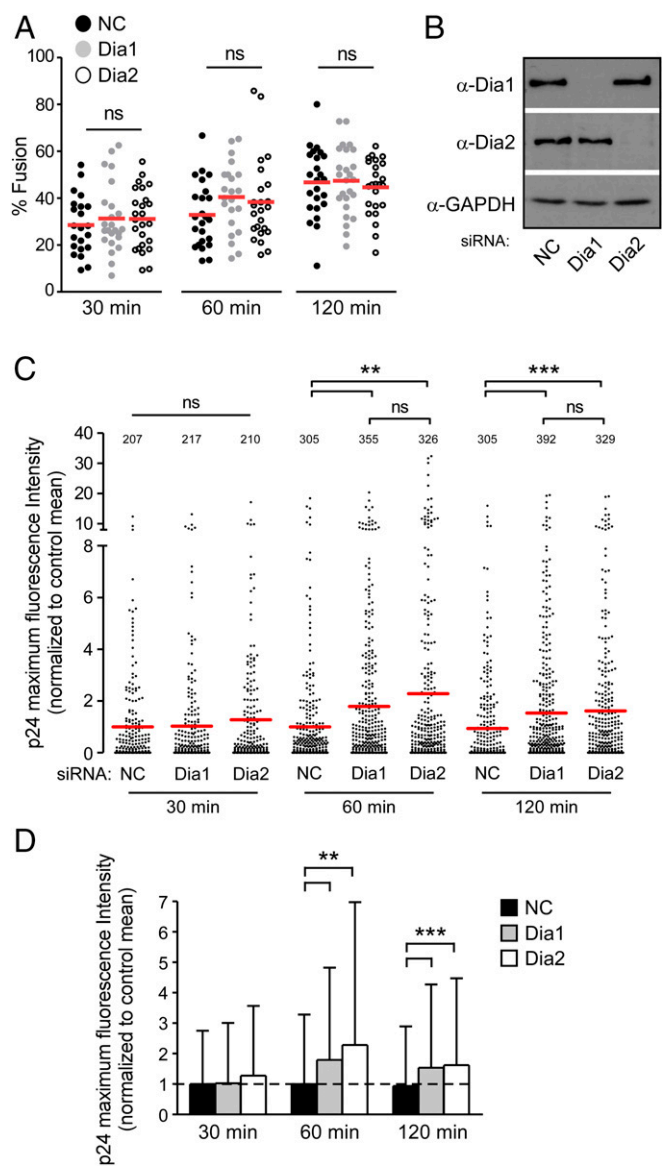 A
NC
Dia1
Dia2
% Fusion
100
80
60
40
20
0
ns
ns
ns
30 min
60 min
120 min
B
α-Dia1
α-Dia2
α-GAPDH
siRNA:
NC
Dia1
Dia2
C
p24 maximum fluorescence Intensity
(normalized to control mean)
40
30
20
10
8
6
4
2
0
ns
**
ns
***
ns
207
217
210
305
355
326
305
392
329
siRNA:
NC
Dia1
Dia2
NC
Dia1
Dia2
NC
Dia1
Dia2
30 min
60 min
120 min
D
p24 maximum fluorescence Intensity
(normalized to control mean)
7
6
5
4
3
2
1
0
**
***
30 min
60 min
120 min
NC
Dia1
Dia2